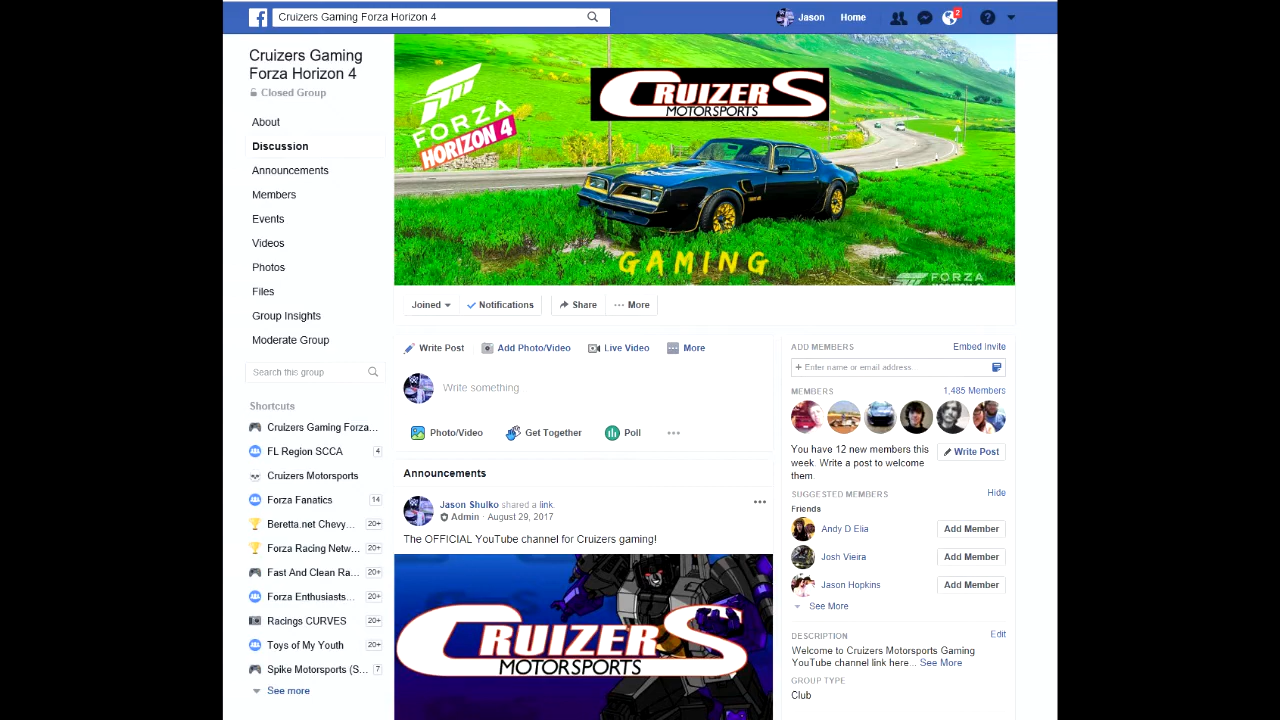 Cruizers Gaming Forza Horizon 4
Jason
Home
2
Cruizers Gaming
Forza Horizon 4
Closed Group
About
Discussion
Announcements
Members
Events
Videos
Photos
Files
Group Insights
Moderate Group
Search this group
Shortcuts
Cruizers Gaming Forza...
FL Region SCCA 4
Cruizers Motorsports
Forza Fanatics 14
Beretta.net Chevy... 20+
Forza Racing Netw... 20+
Fast And Clean Ra... 20+
Forza Enthusiasts... 20+
Racings CURVES 20+
Toys of My Youth 20+
Spike Motorsports (S... 7
See more
FORZA
HORIZON 4
CRUIZERS
MOTORSPORTS
GAMING
FORZA
Joined
Notifications
Share
More
Write Post
Add Photo/Video
Live Video
More
Write something
Photo/Video
Get Together
Poll
Announcements
Jason Shulko shared a link.
Admin · August 29, 2017
The OFFICIAL YouTube channel for Cruizers gaming!
CRUIZERS
MOTORSPORTS
ADD MEMBERS
Embed Invite
+ Enter name or email address...
MEMBERS
1,485 Members
You have 12 new members this
week. Write a post to welcome
them.
Write Post
SUGGESTED MEMBERS
Hide
Friends
Andy D Elia
Add Member
Josh Vieira
Add Member
Jason Hopkins
Add Member
See More
DESCRIPTION
Edit
Welcome to Cruizers Motorsports Gaming
YouTube channel link here... See More
GROUP TYPE
Club